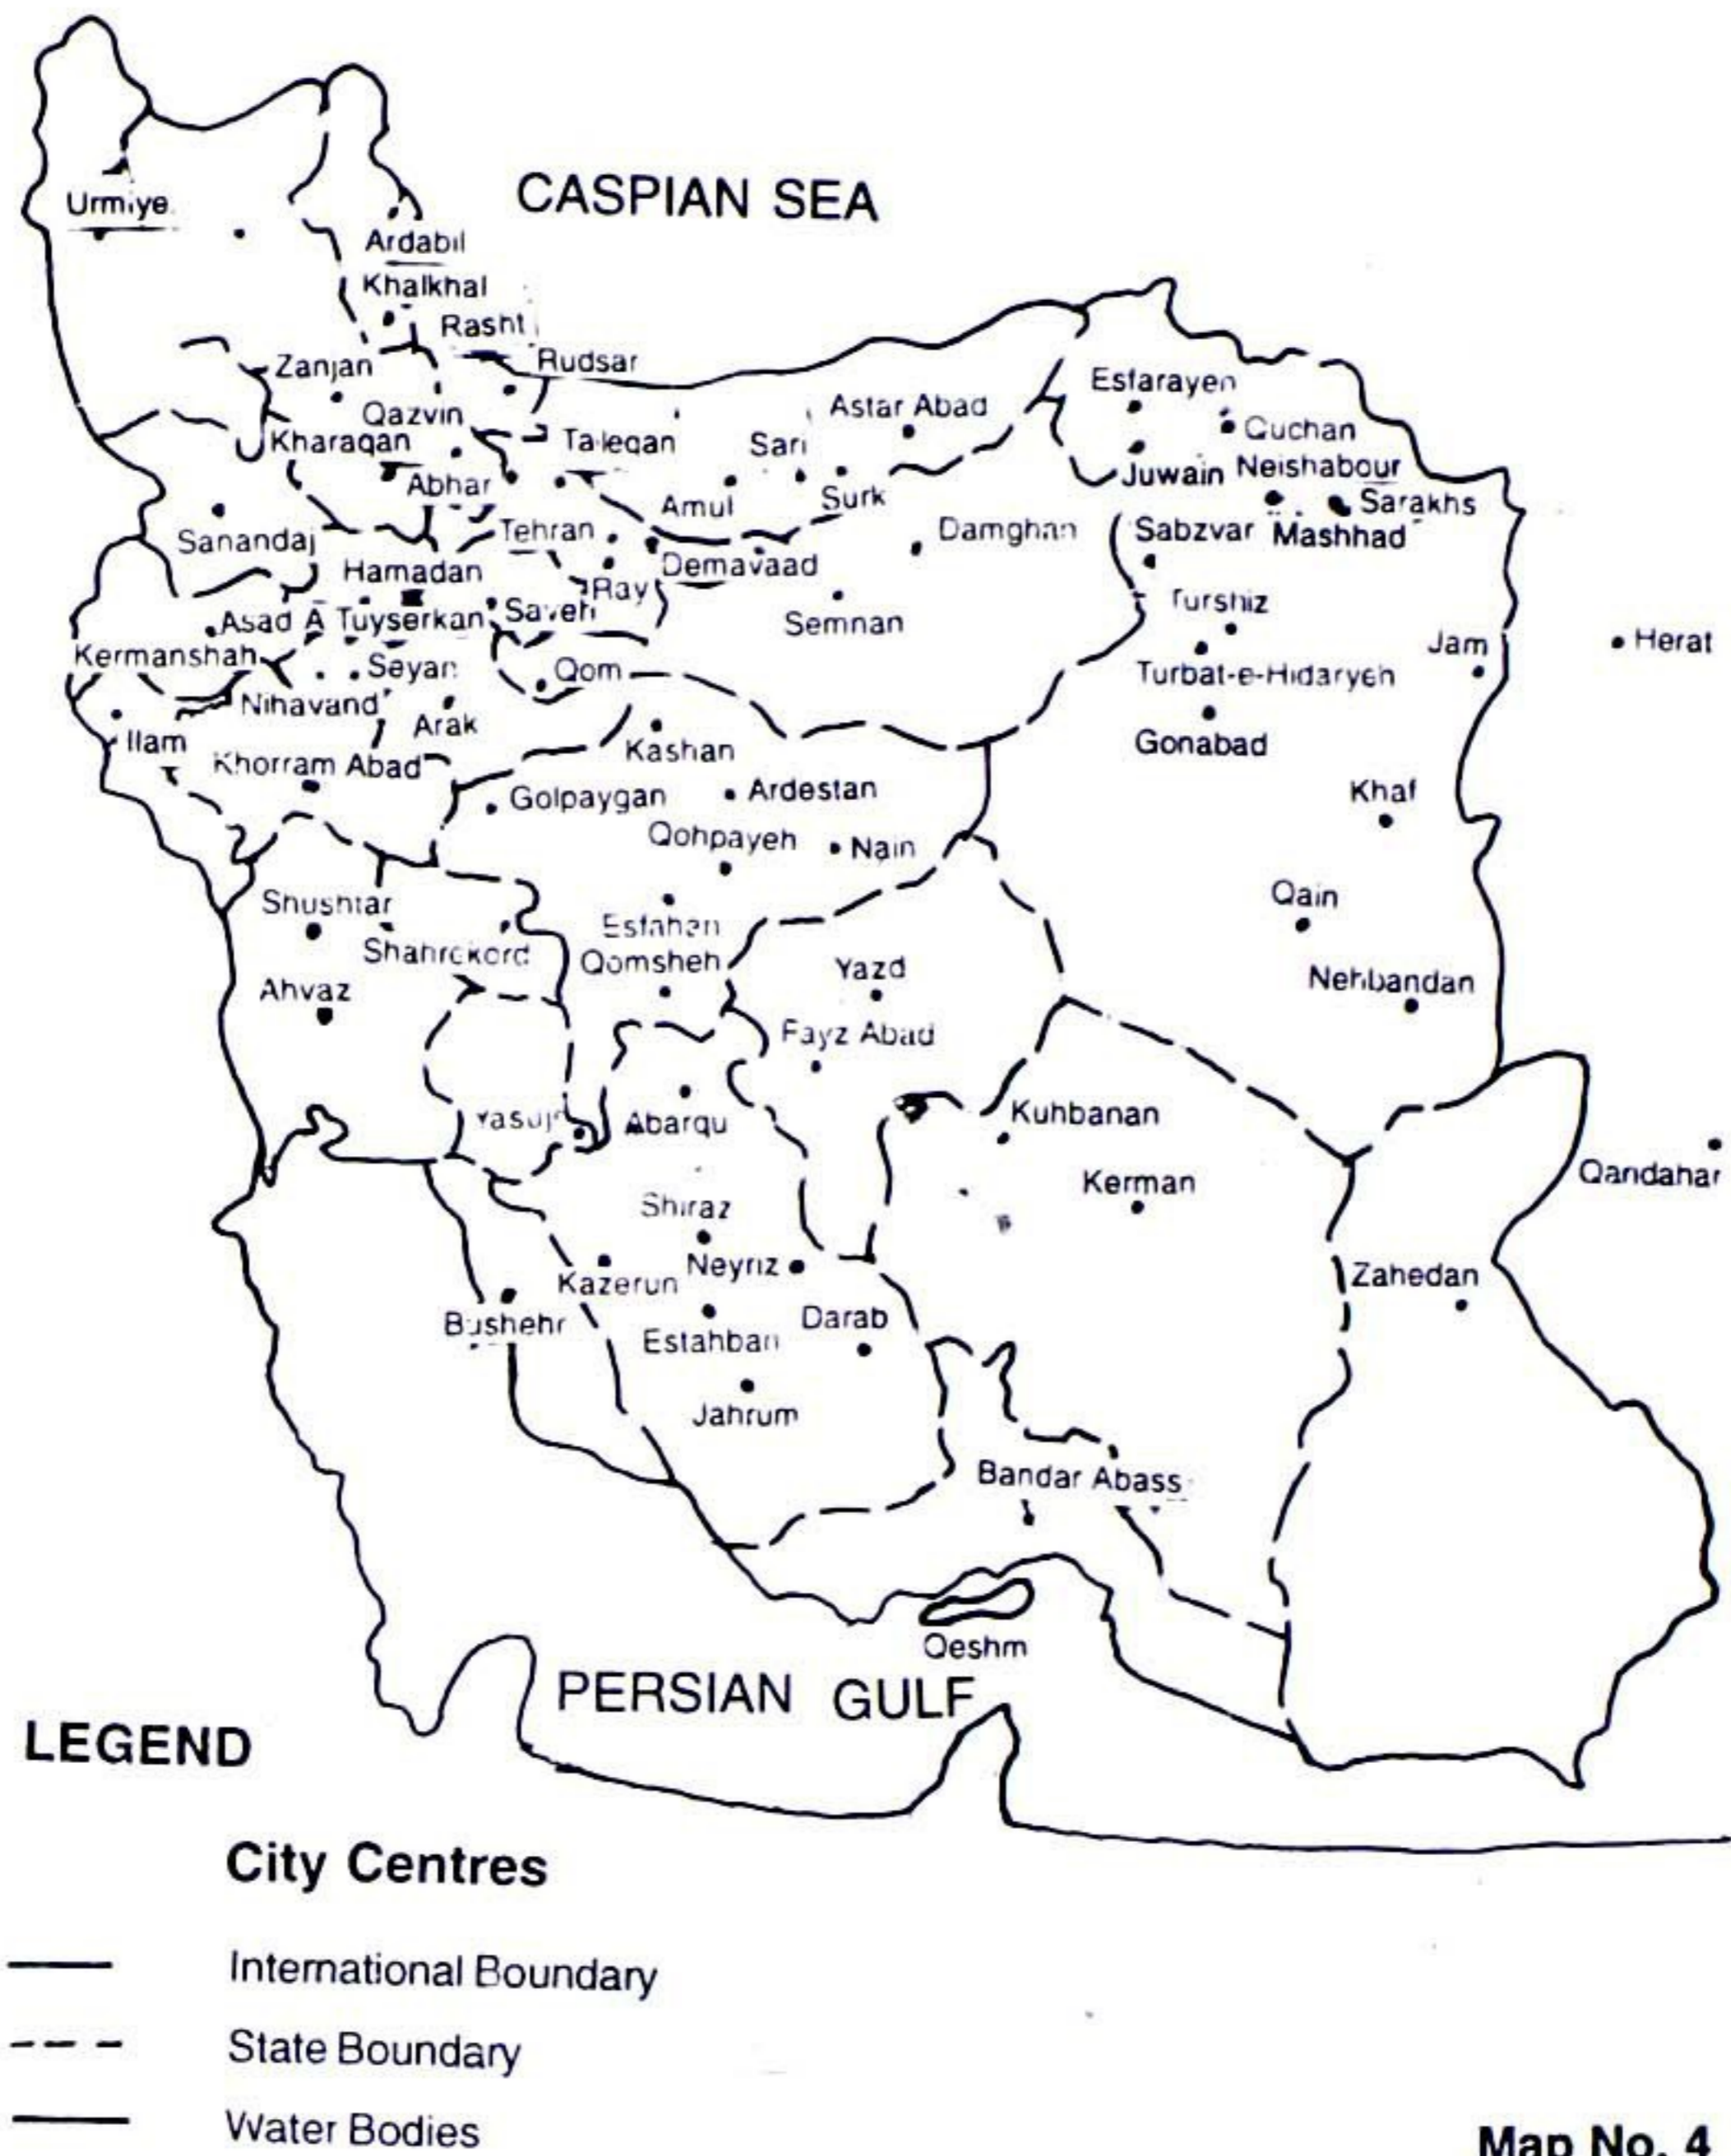 CASPIAN SEA
Urmiye
Ardabil
Khalkhal
Rasht
Rudsar
Zanjan
Esfarayen
Qazvin
Astar Abad
Kharaqan
Taleqan
Sari
Quchan
Abhar
Juwain
Neishabour
Amul
Surk
Sarakhs
Sanandaj
Tehran
Damghan
Sabzvar
Mashhad
Hamadan
Demavaad
Ray
Turshiz
Asad A
Tuyserkan
Saveh
Semnan
Jam
Herat
Kermanshah
Seyan
Qom
Turbat-e-Hidaryeh
Nihavand
Arak
Ilam
Kashan
Gonabad
Khorram Abad
Golpaygan
Ardestan
Khaf
Qohpayeh
Nain
Shushtar
Qain
Esfahan
Shahrekord
Qomsheh
Yazd
Nehbandan
Ahvaz
Fayz Abad
Yasuj
Abarqu
Kuhbanan
Qandahar
Kerman
Shiraz
Neyriz
Kazerun
Zahedan
Bushehr
Darab
Estahban
Jahrum
Bandar Abass
Qeshm
PERSIAN GULF
LEGEND
City Centres
International Boundary
State Boundary
Water Bodies
Map No. 4